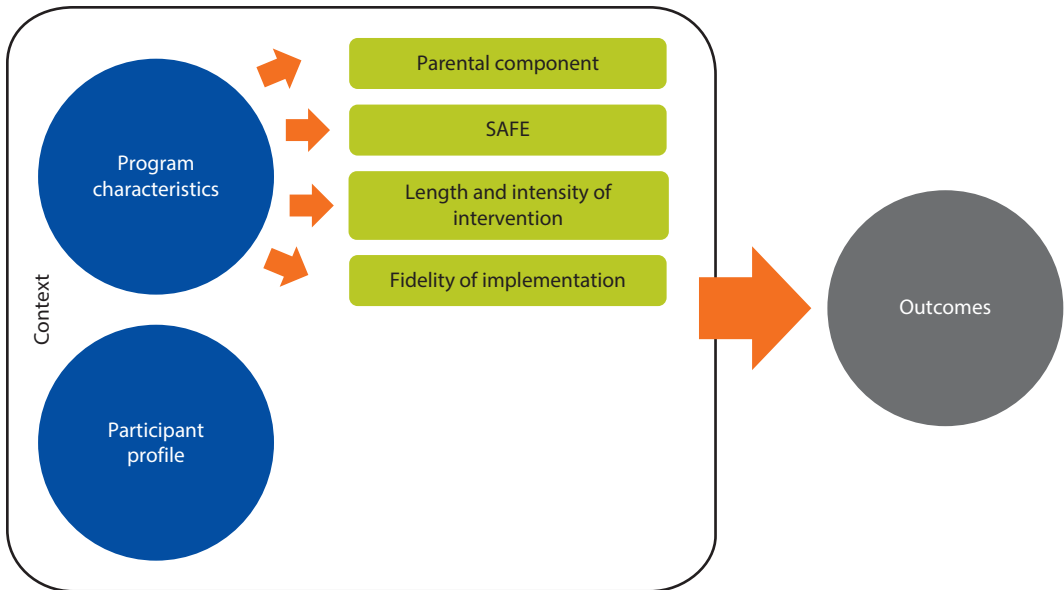 Program
characteristics
Parental component
SAFE
Length and intensity of
intervention
Fidelity of implementation
Context
Participant
profile
Outcomes